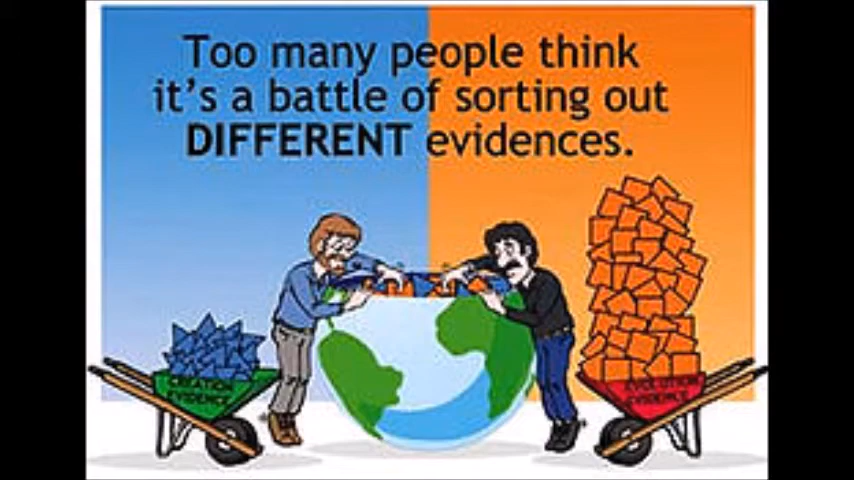 Too many people think
it's a battle of sorting out
DIFFERENT evidences.
CREATION
EVIDENCE
EVOLUTION
EVIDENCE